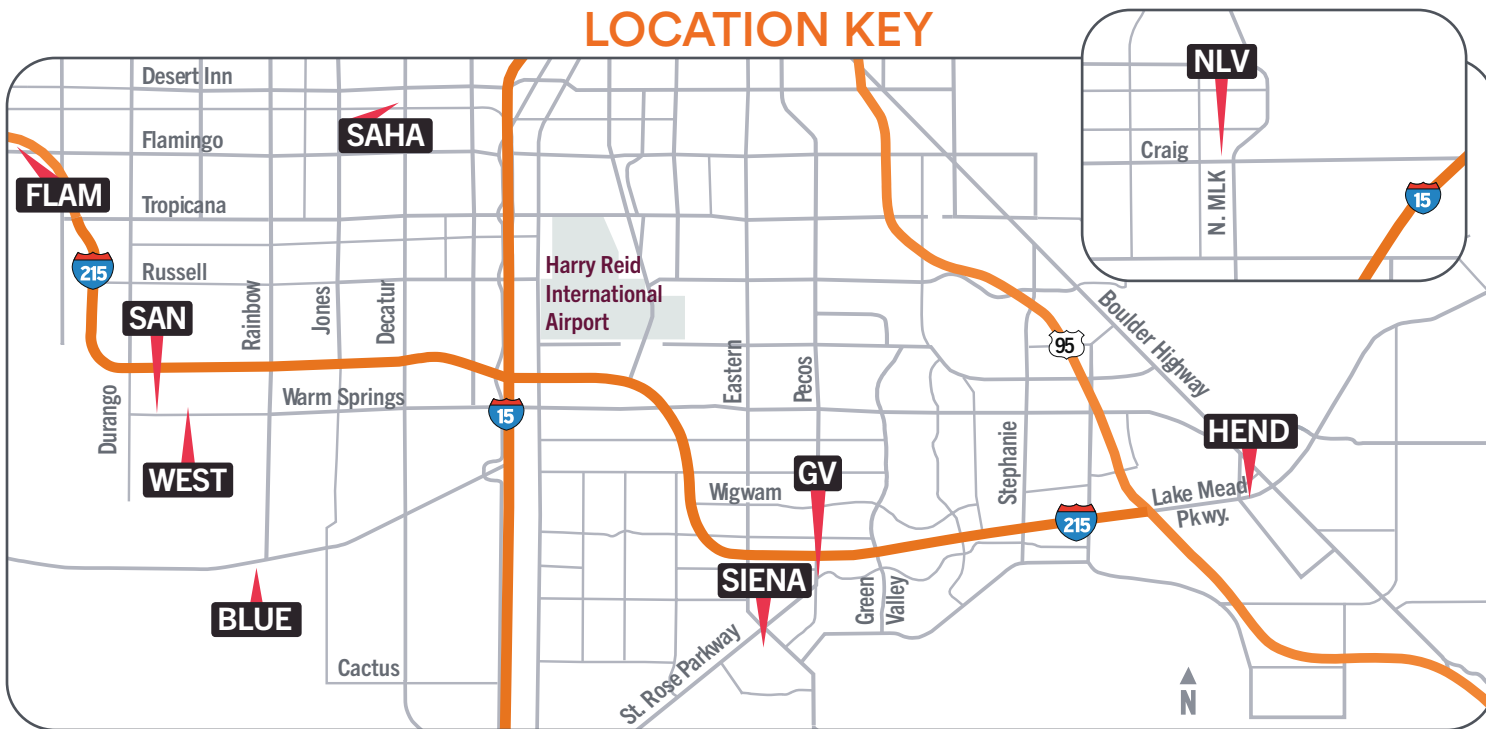 LOCATION KEY
NLV
Craig
N. MLK
15
Desert Inn
SAHA
Flamingo
FLAM
Tropicana
215
Russell
Harry Reid
International
Airport
SAN
Rainbow
Jones
Decatur
Boulder Highway
95
Durango
Warm Springs
15
Eastern
Pecos
Stephanie
HEND
WEST
GV
Wigwam
Lake Mead
Pkwy.
215
SIENA
Green
Valley
BLUE
St. Rose Parkway
Cactus
N